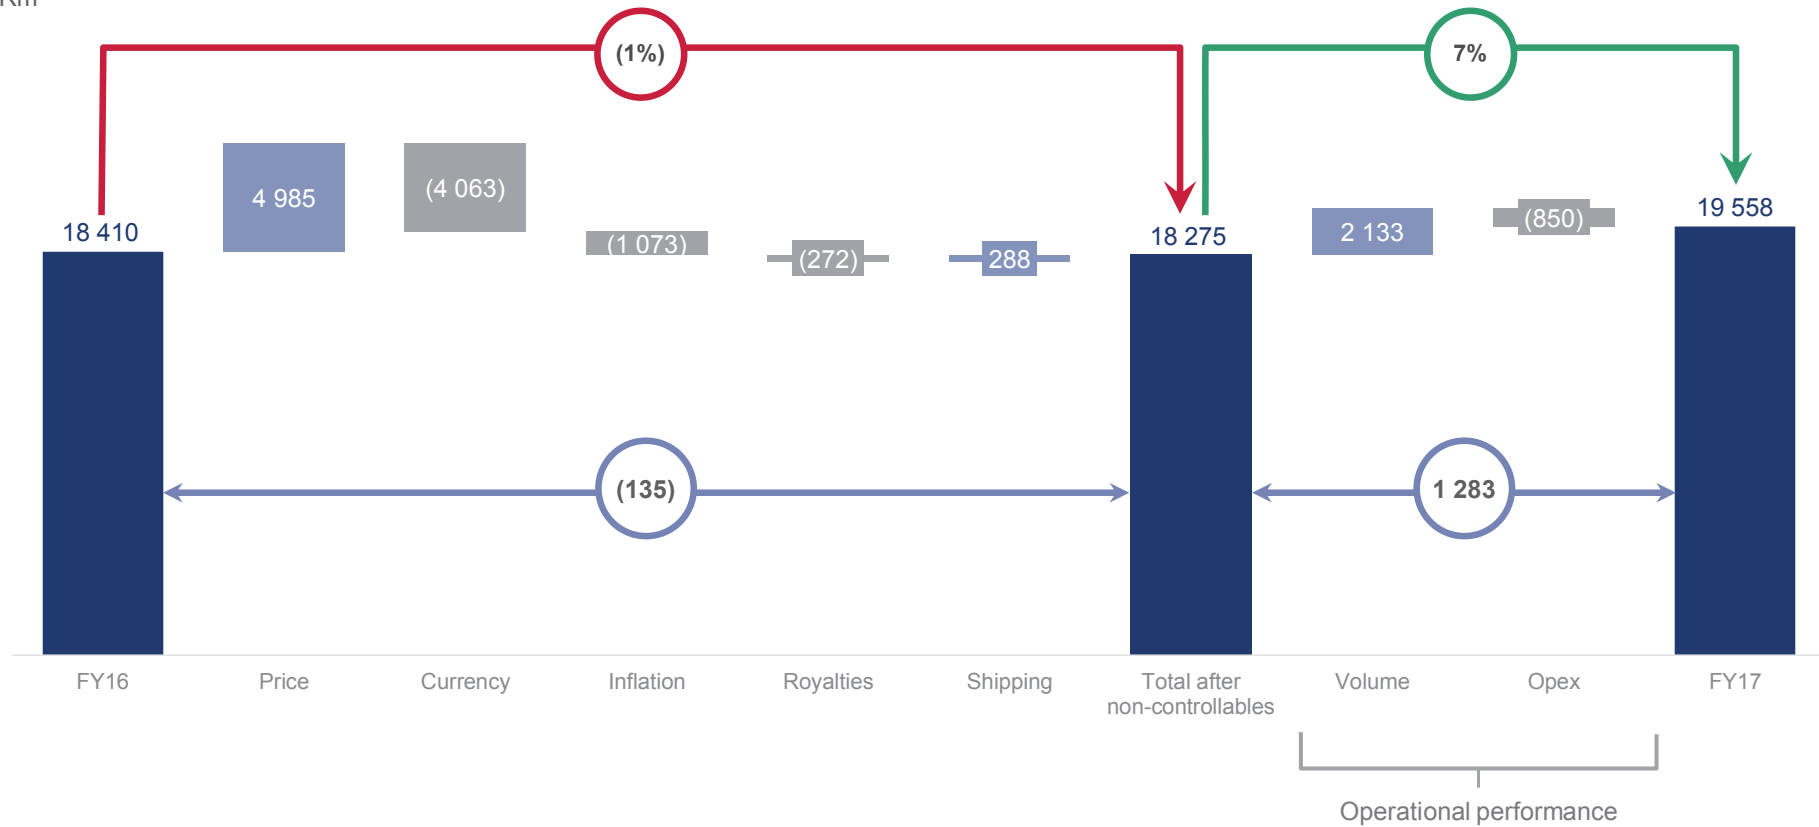 (1%)
7%
4 985
(4 063)
18 410
(1 073)
(272)
288
18 275
2 133
(850)
19 558
(135)
1 283
FY16
Price
Currency
Inflation
Royalties
Shipping
Total after
non-controllables
Volume
Opex
FY17
Operational performance